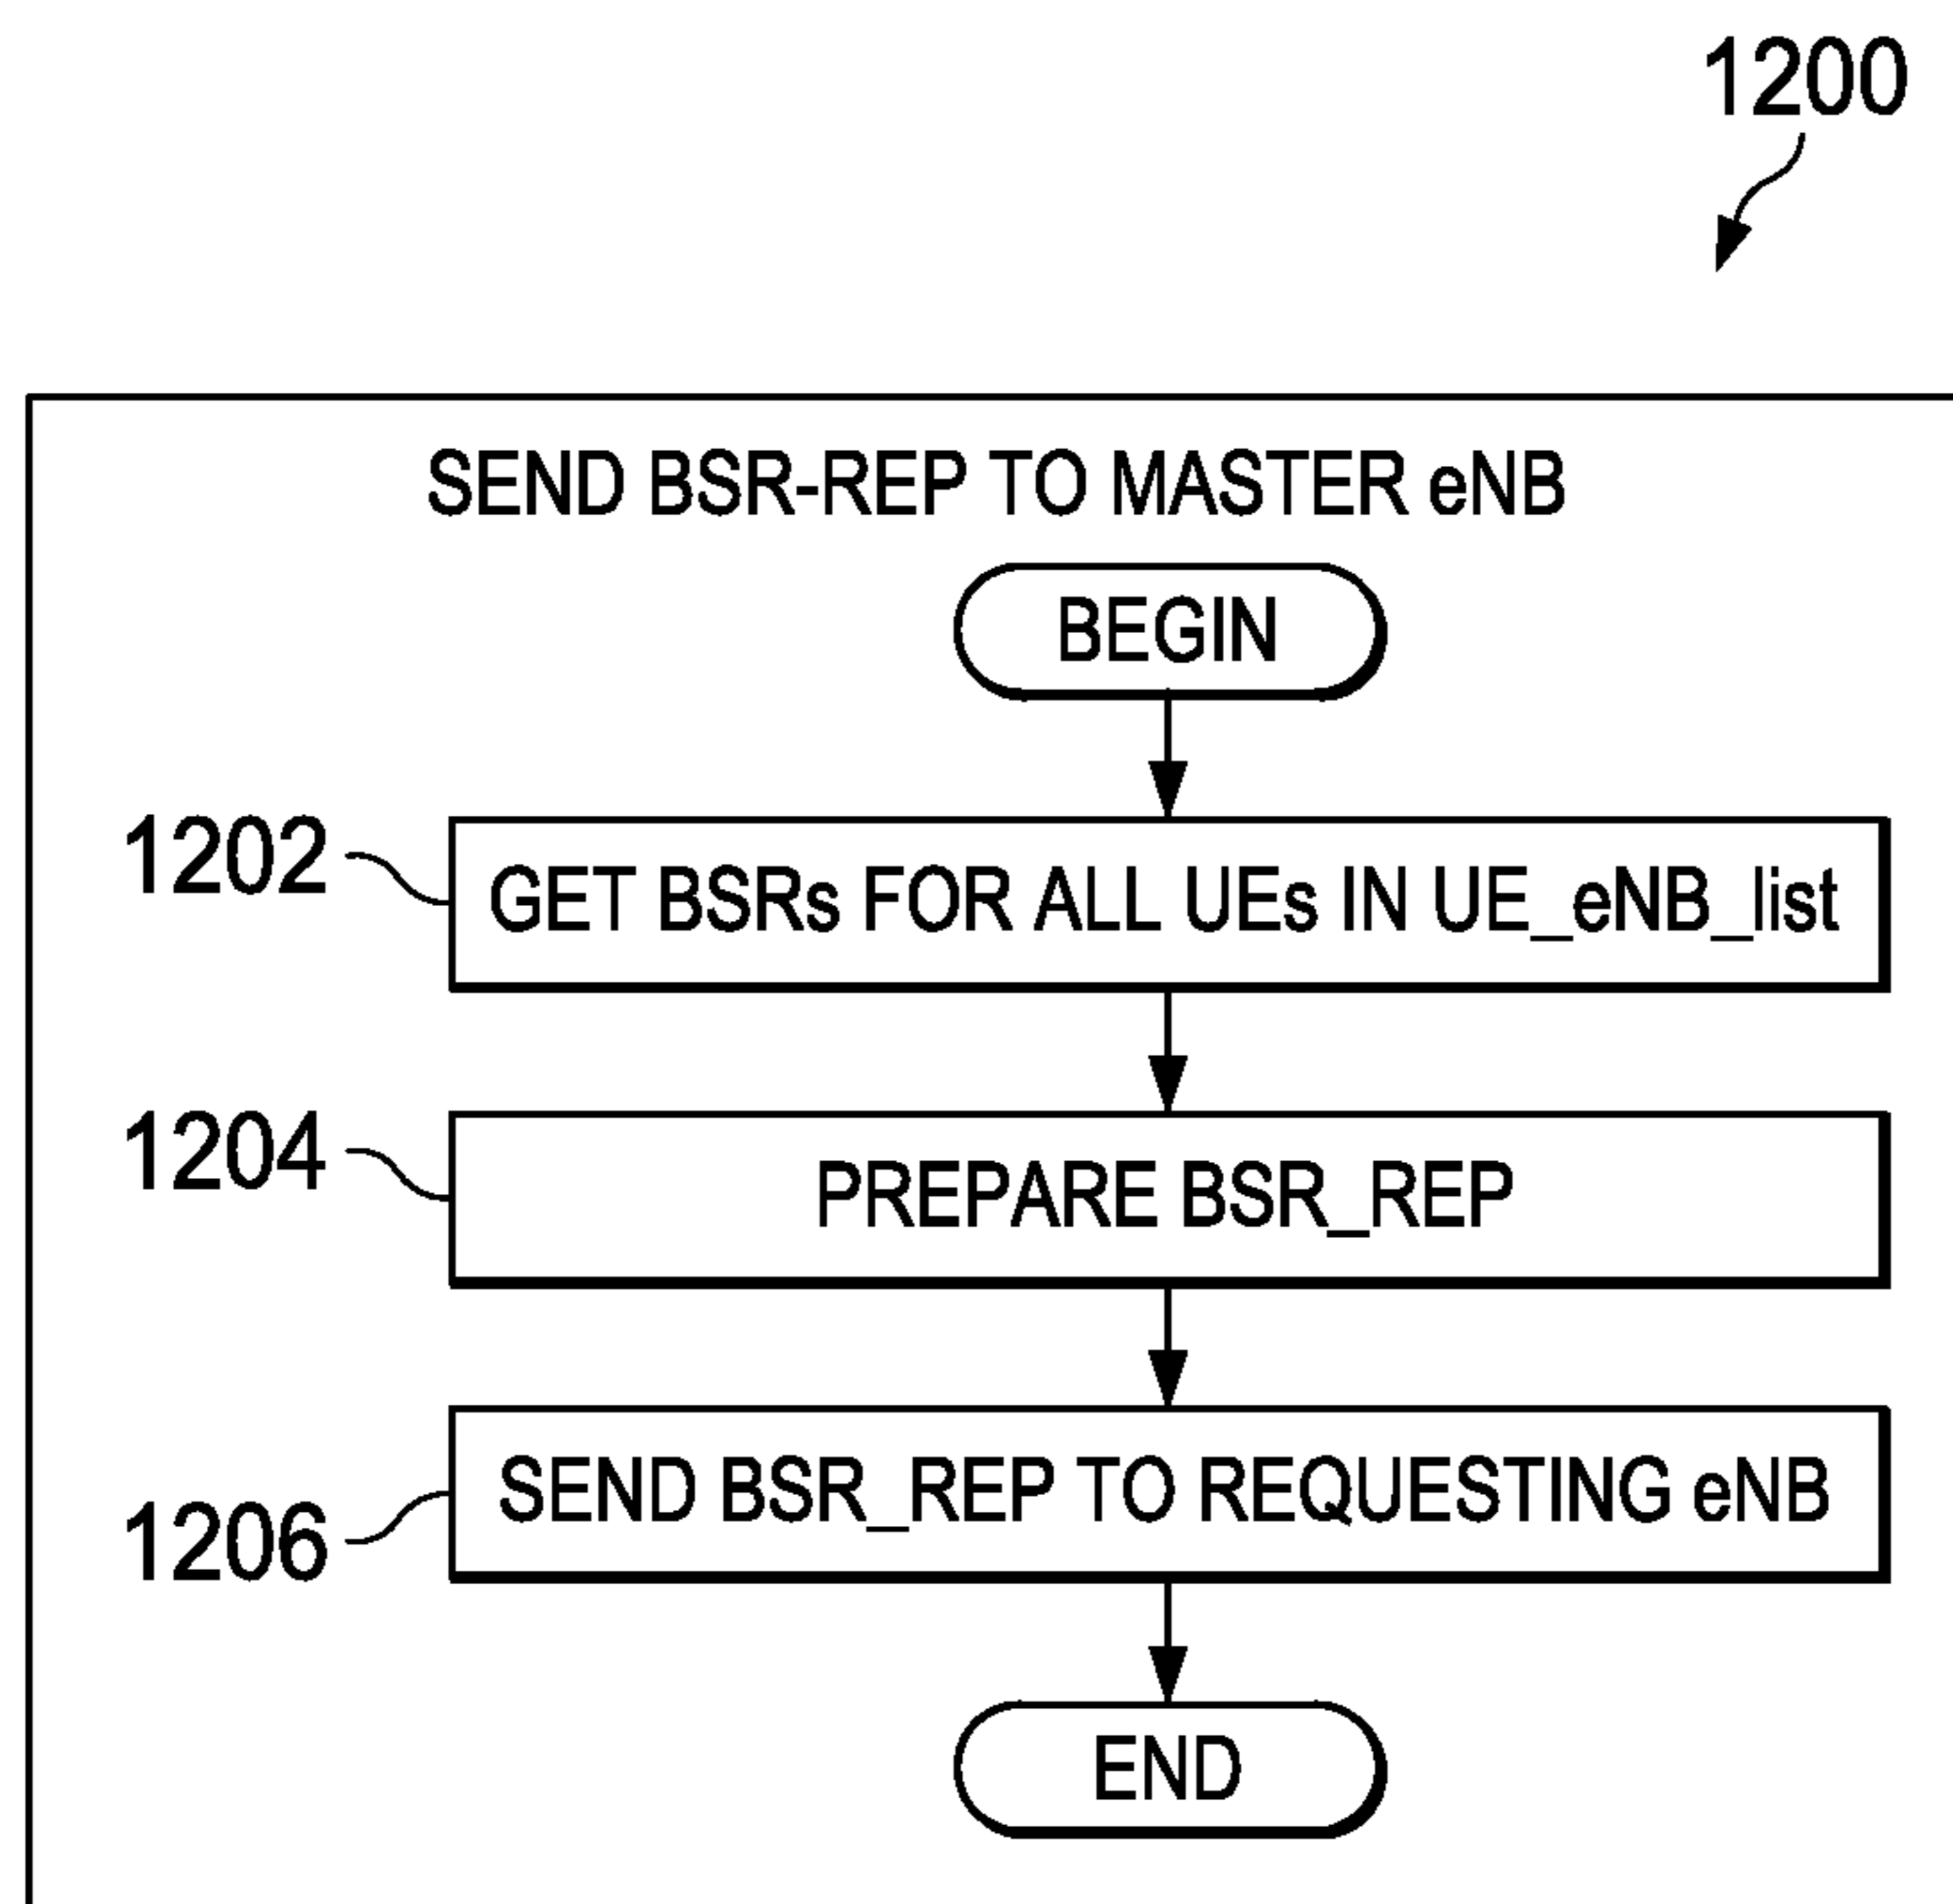 1200
SEND BSR-REP TO MASTER eNB
BEGIN
1202
GET BSRs FOR ALL UEs IN UE_eNB_list
1204
PREPARE BSR_REP
SEND BSR_REP TO REQUESTING eNB
1206
END